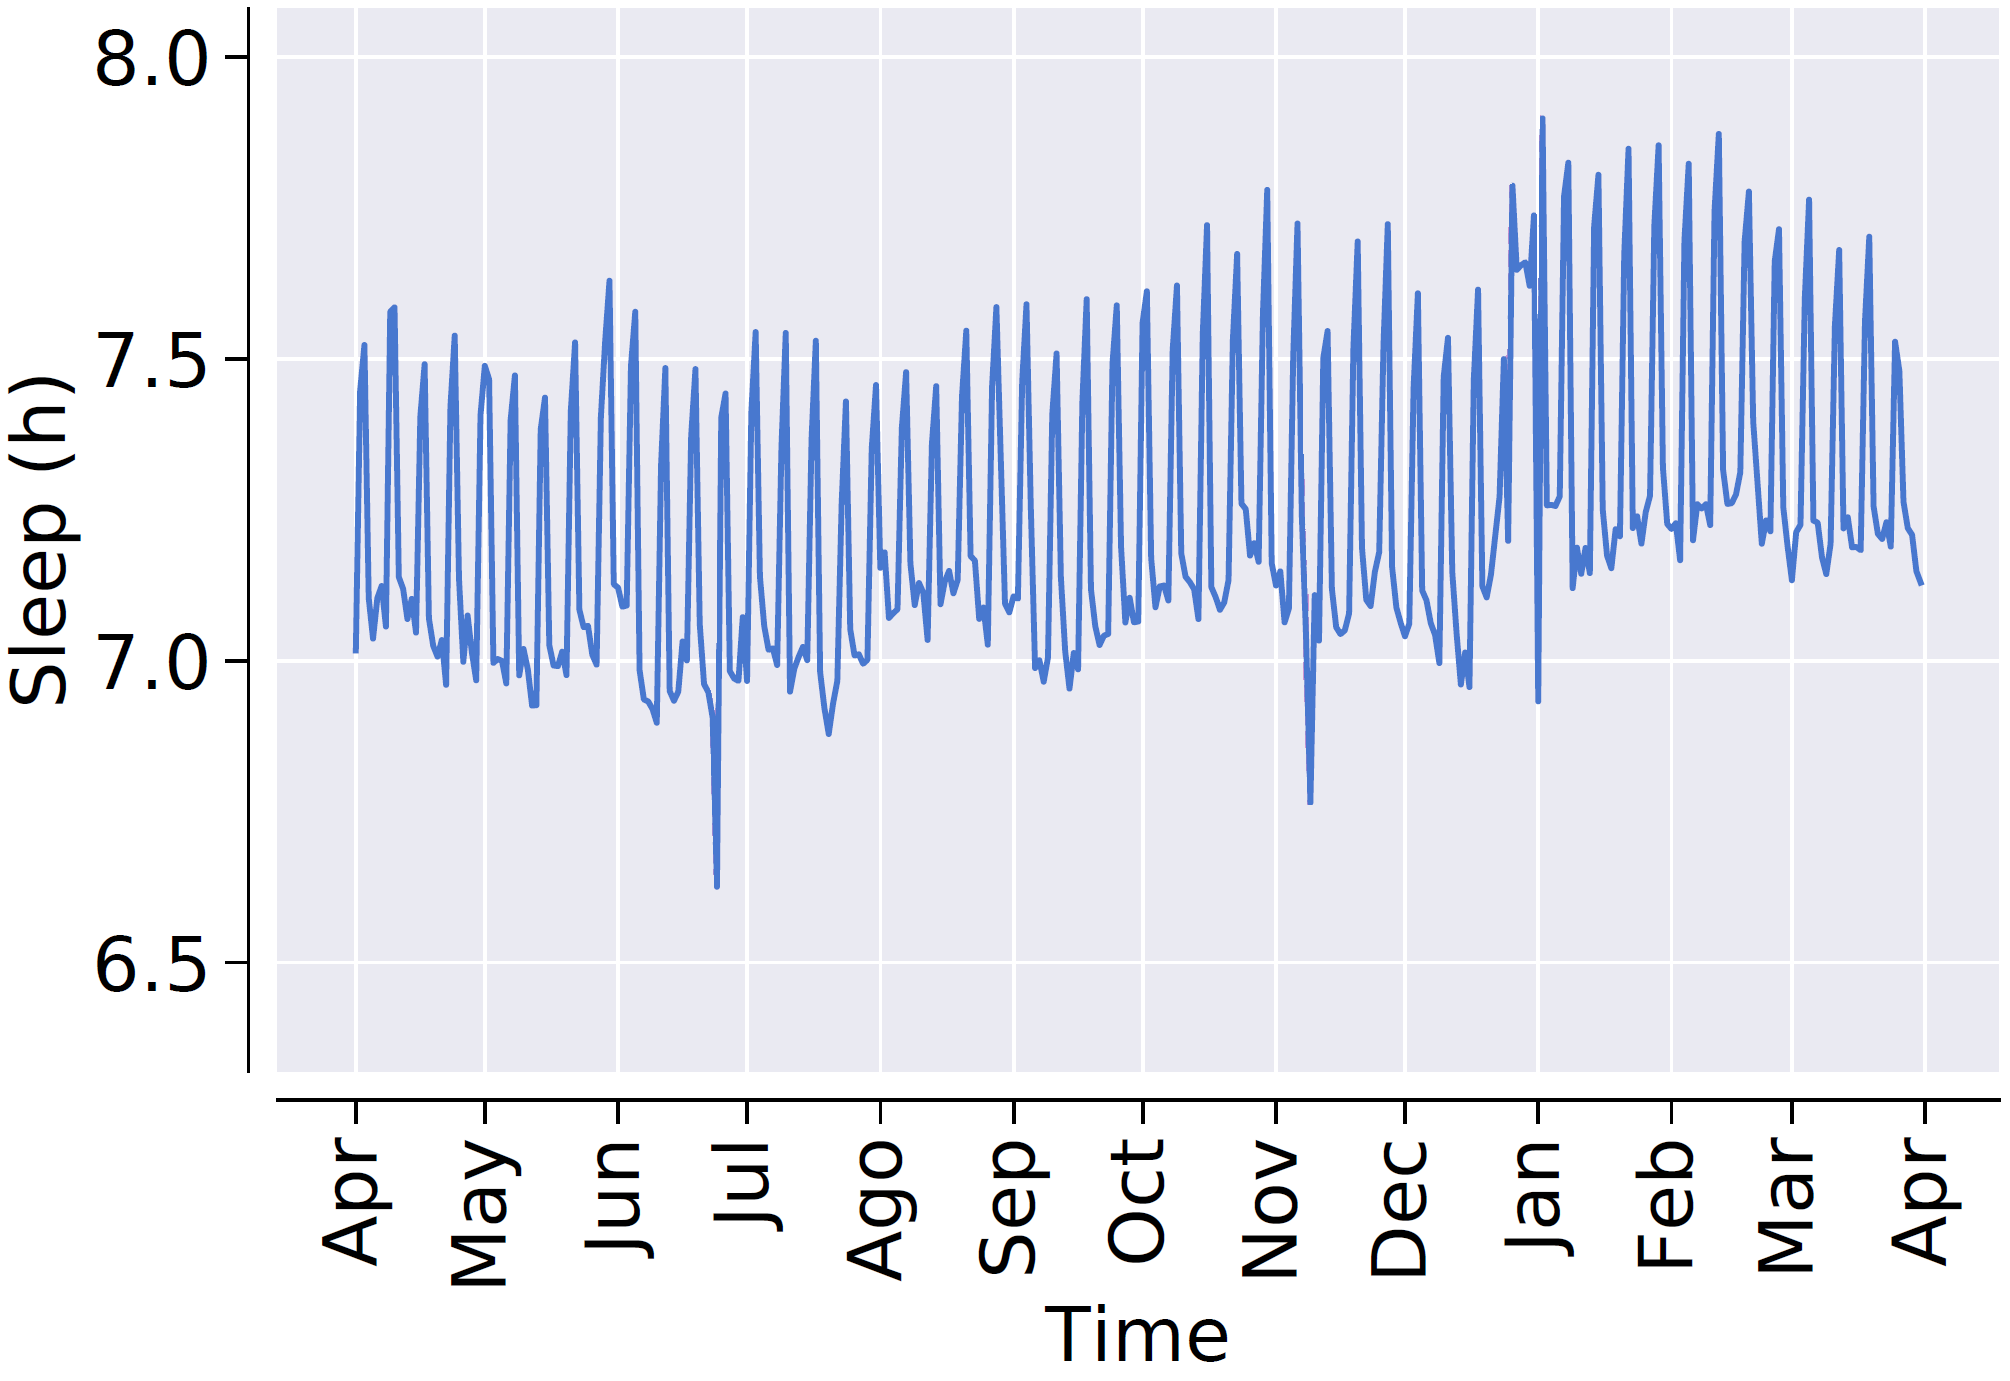 8.0
7.5
7.0
6.5
Sleep (h)
Apr
May
Jun
Jul
Ago
Sep
Oct
Nov
Dec
Jan
Feb
Mar
Apr
Time